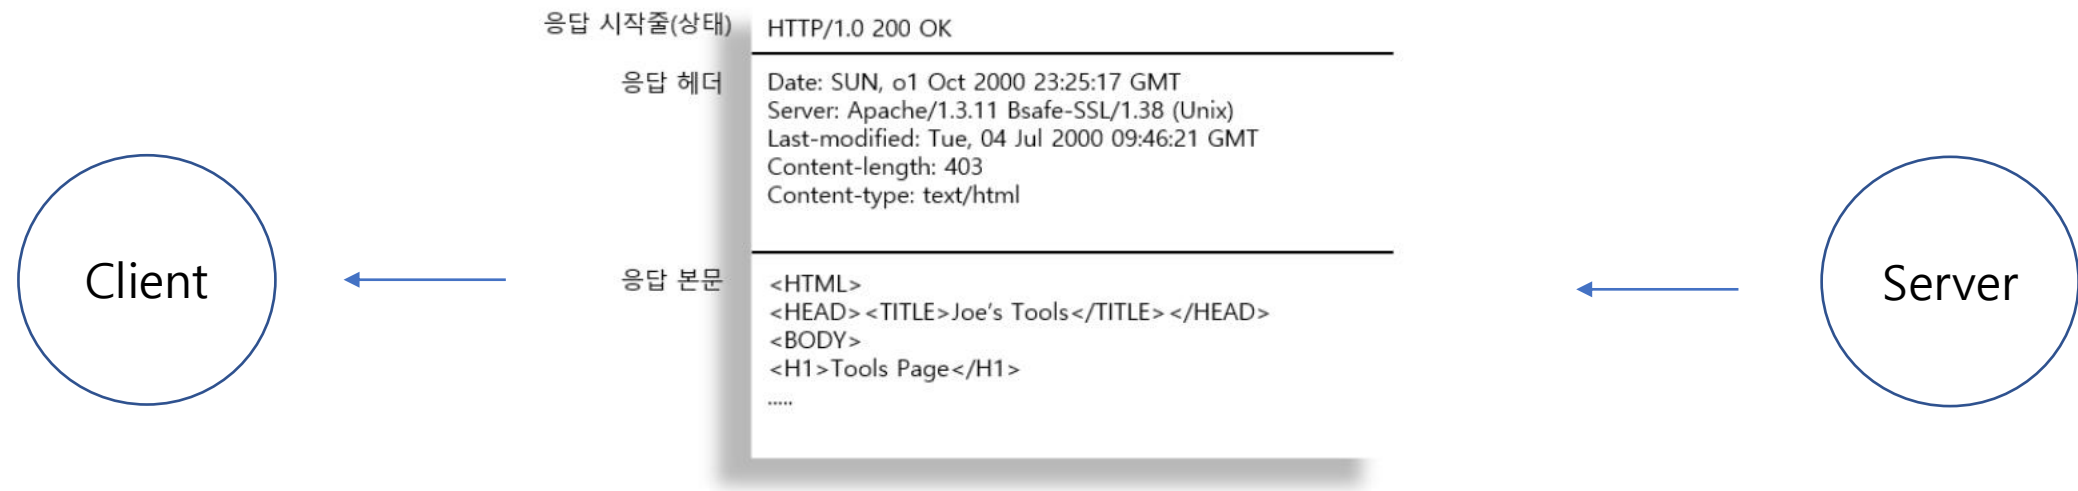 응답 시작줄(상태)
HTTP/1.0 200 OK
응답 헤더
Date: SUN, o1 Oct 2000 23:25:17 GMT
Server: Apache/1.3.11 Bsafe-SSL/1.38 (Unix)
Last-modified: Tue, 04 Jul 2000 09:46:21 GMT
Content-length: 403
Content-type: text/html
Client
응답 본문
<HTML>
<HEAD><TITLE>Joe's Tools</TITLE></HEAD>
<BODY>
<H1>Tools Page</H1>
.....
Server